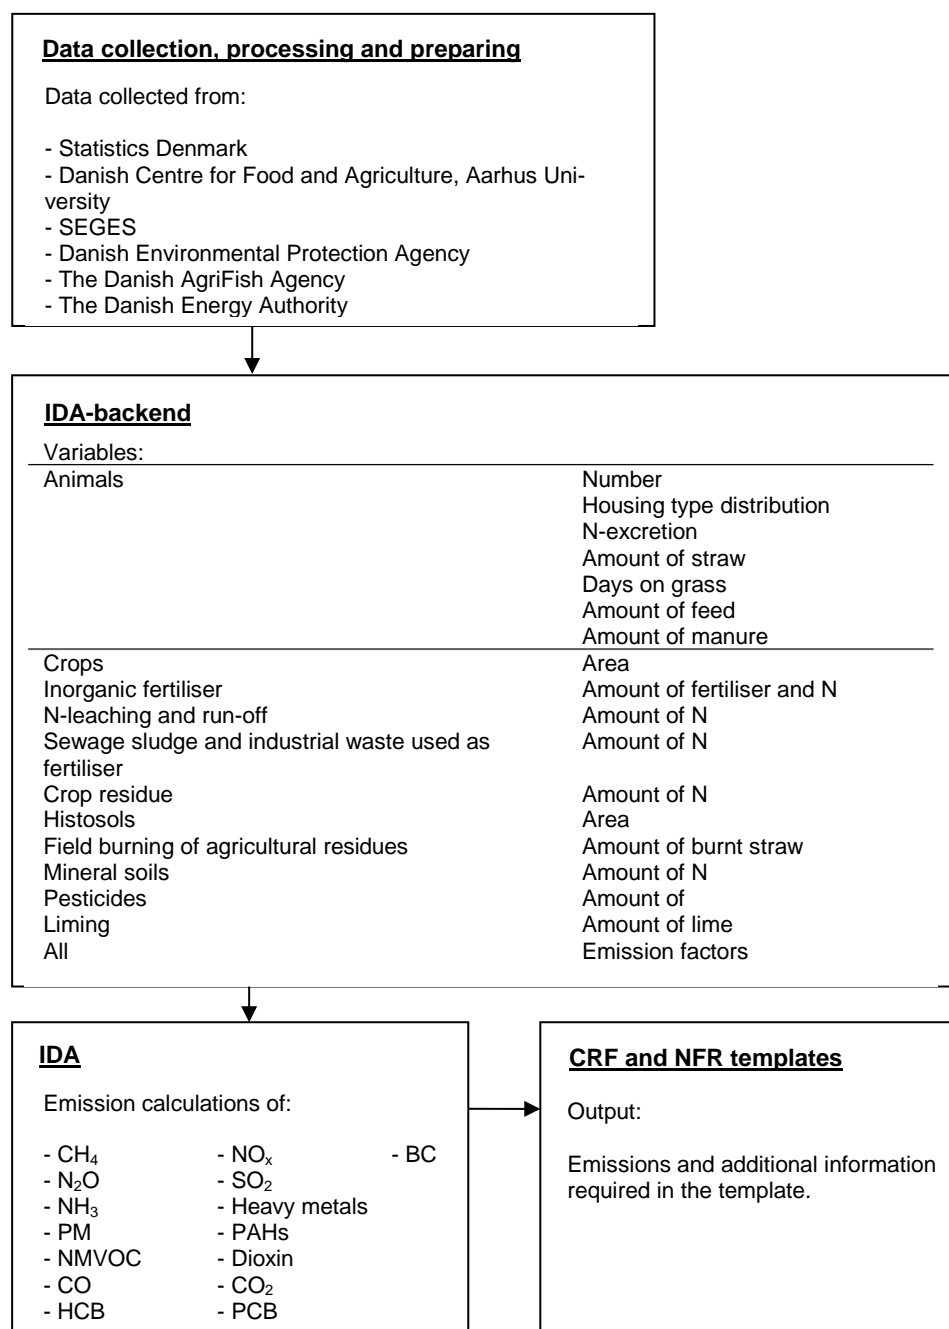 Data collection, processing and preparing
Data collected from:
- Statistics Denmark
- Danish Centre for Food and Agriculture, Aarhus Uni-
versity
- SEGES
- Danish Environmental Protection Agency
- The Danish AgriFish Agency
- The Danish Energy Authority
IDA-backend
Variables:
Animals Number
Housing type distribution
N-excretion
Amount of straw
Days on grass
Amount of feed
Amount of manure
Crops Area
Inorganic fertiliser Amount of fertiliser and N
N-leaching and run-off Amount of N
Sewage sludge and industrial waste used as Amount of N
fertiliser
Crop residue Amount of N
Histosols Area
Field burning of agricultural residues Amount of burnt straw
Mineral soils Amount of N
Pesticides Amount of
Liming Amount of lime
All Emission factors
IDA
Emission calculations of:
- CH₄ - NOₓ - BC
- N₂O - SO₂
- NH₃ - Heavy metals
- PM - PAHs
- NMVOC - Dioxin
- CO - CO₂
- HCB - PCB
CRF and NFR templates
Output:
Emissions and additional information
required in the template.